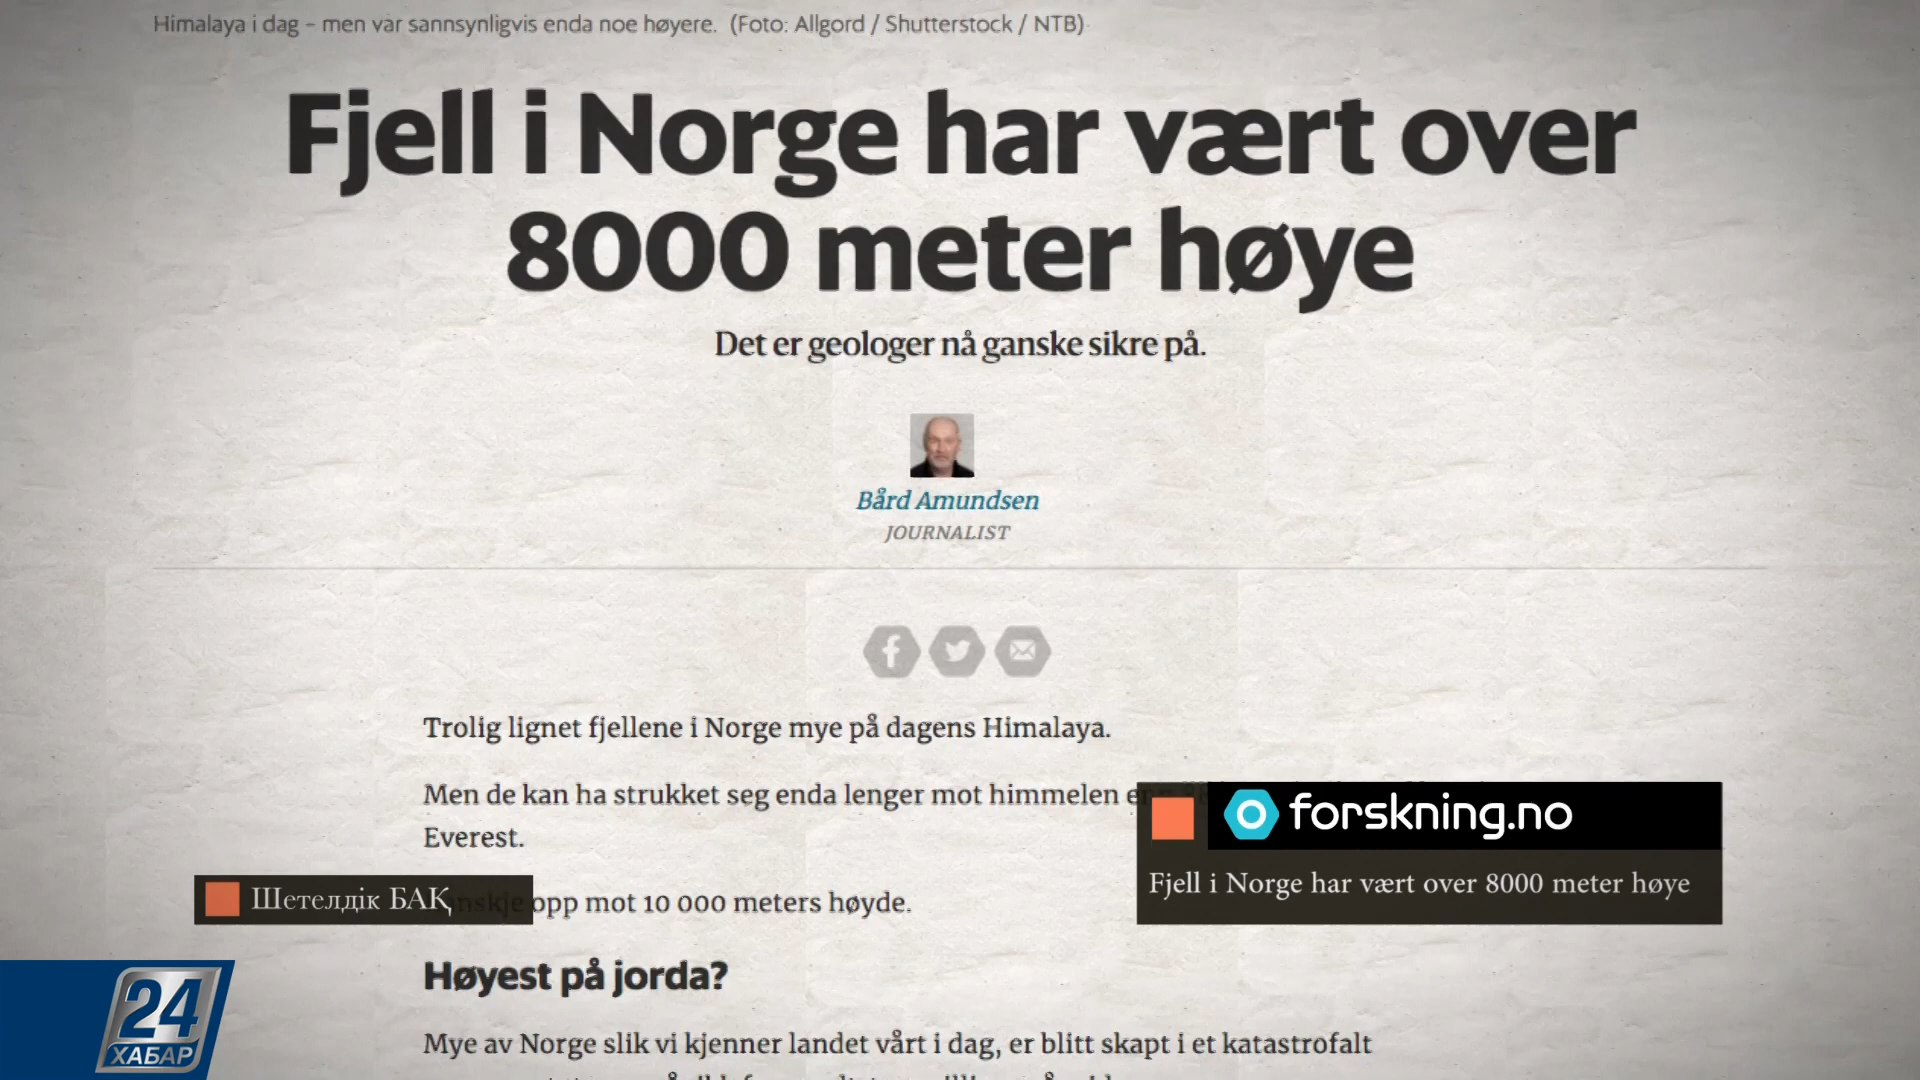 Himalaya i dag – men var sannsynligvis enda noe høyere. (Foto: Allgord / Shutterstock / NTB)
Fjell i Norge har vært over
8000 meter høye
Det er geologer nå ganske sikre på.
Bård Amundsen
JOURNALIST
Trolig lignet fjellene i Norge mye på dagens Himalaya.
Men de kan ha strukket seg enda lenger mot himmelen
Everest.
opp mot 10 000 meters høyde.
forskning.no
Fjell i Norge har vært over 8000 meter høye
Шетелдік БАҚ
Høyest på jorda?
Mye av Norge slik vi kjenner landet vårt i dag, er blitt skapt i et katastrofalt
24
ХАБАР